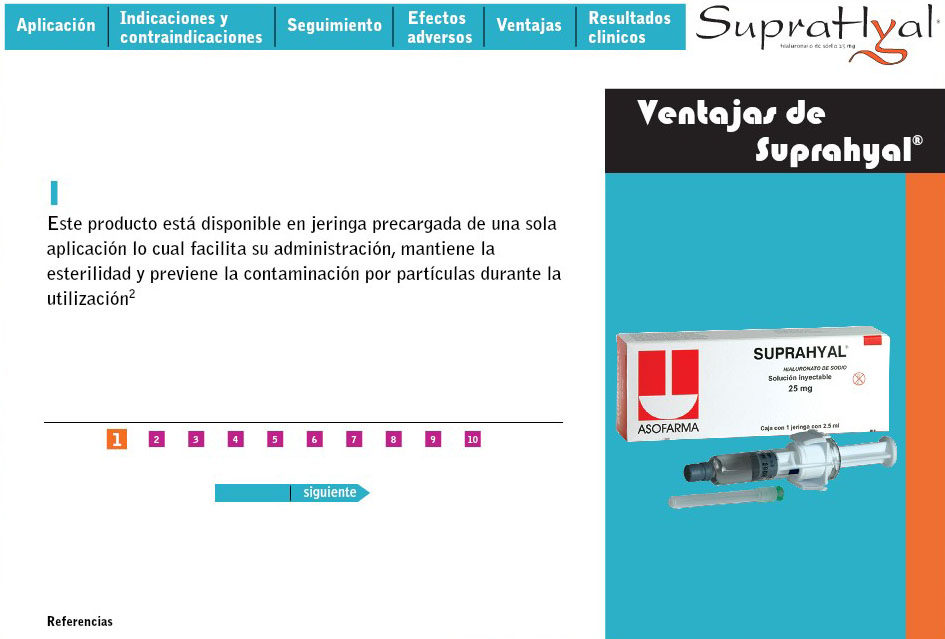 Aplicación
Indicaciones y
contraindicaciones
Seguimiento
Efectos
adversos
Ventajas
Resultados
clinicos
SupraHyal®
hialuronato de sodio 25 mg
Ventajas de
Suprahyal®
Este producto está disponible en jeringa precargada de una sola
aplicación lo cual facilita su administración, mantiene la
esterilidad y previene la contaminación por partículas durante la
utilización2
SUPRAHYAL®
HIALURONATO DE SODIO
Solución inyectable
25 mg
ASOFARMA
Caja con 1 jeringa con 2.5 ml
1 2 3 4 5 6 7 8 9 10
siguiente
Referencias